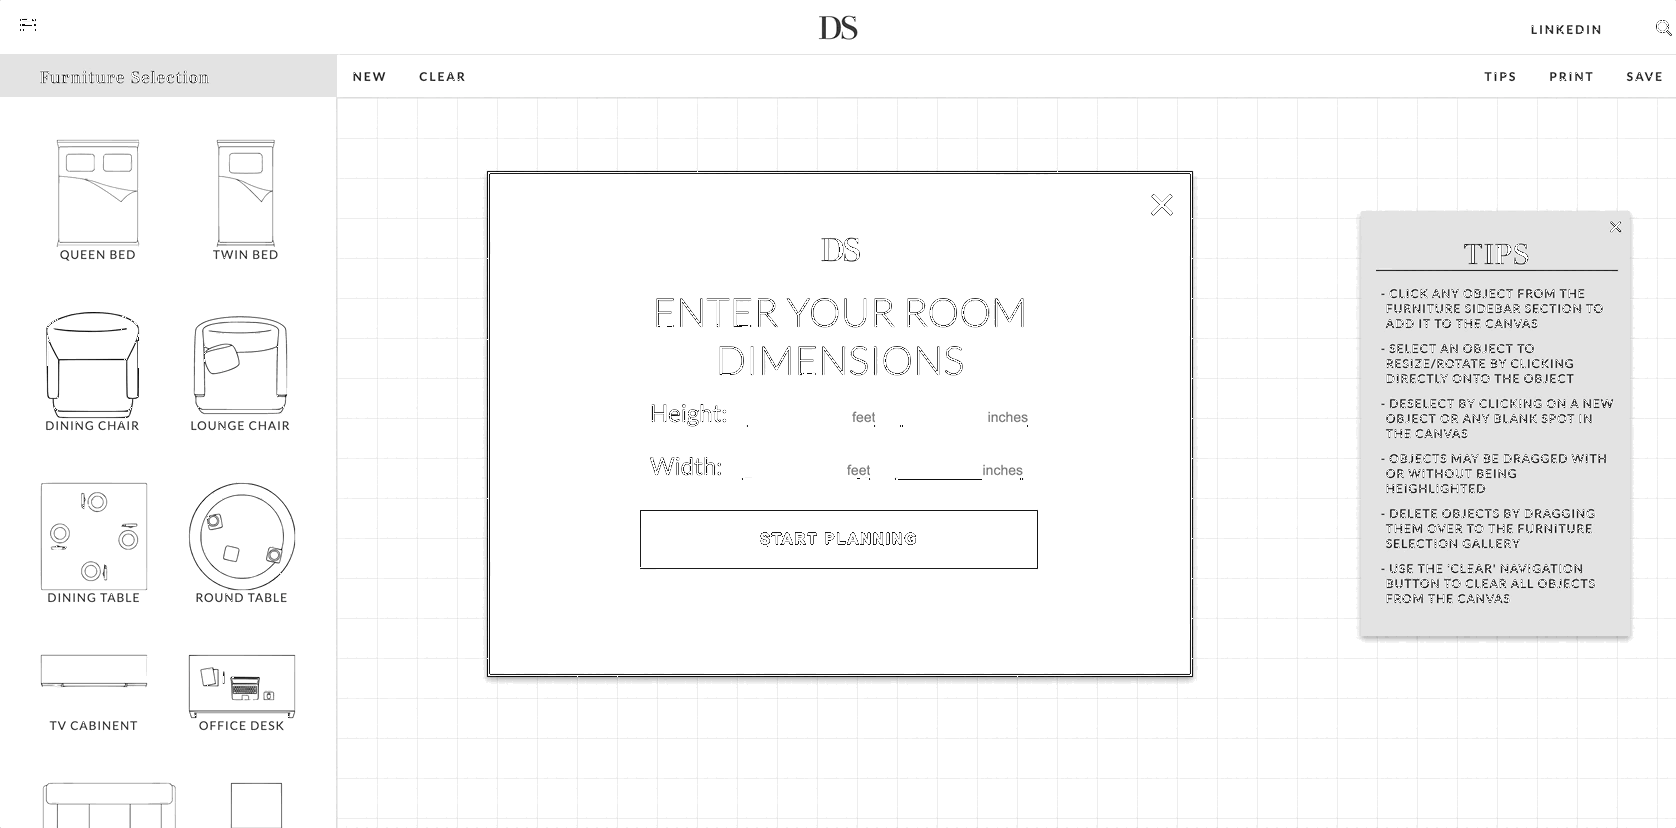 DS
LINKEDIN
Furniture Selection
NEW CLEAR
TIPS PRINT SAVE
QUEEN BED TWIN BED
DINING CHAIR LOUNGE CHAIR
DINING TABLE ROUND TABLE
TV CABINENT OFFICE DESK
DS
ENTER YOUR ROOM
DIMENSIONS
Height: feet inches
Width: feet inches
START PLANNING
TIPS
- CLICK ANY OBJECT FROM THE
FURNITURE SIDEBAR SECTION TO
ADD IT TO THE CANVAS
- SELECT AN OBJECT TO
RESIZE/ROTATE BY CLICKING
DIRECTLY ONTO THE OBJECT
- DESELECT BY CLICKING ON A NEW
OBJECT OR ANY BLANK SPOT IN
THE CANVAS
- OBJECTS MAY BE DRAGGED WITH
OR WITHOUT BEING
HEIGHLIGHTED
- DELETE OBJECTS BY DRAGGING
THEM OVER TO THE FURNITURE
SELECTION GALLERY
- USE THE 'CLEAR' NAVIGATION
BUTTON TO CLEAR ALL OBJECTS
FROM THE CANVAS